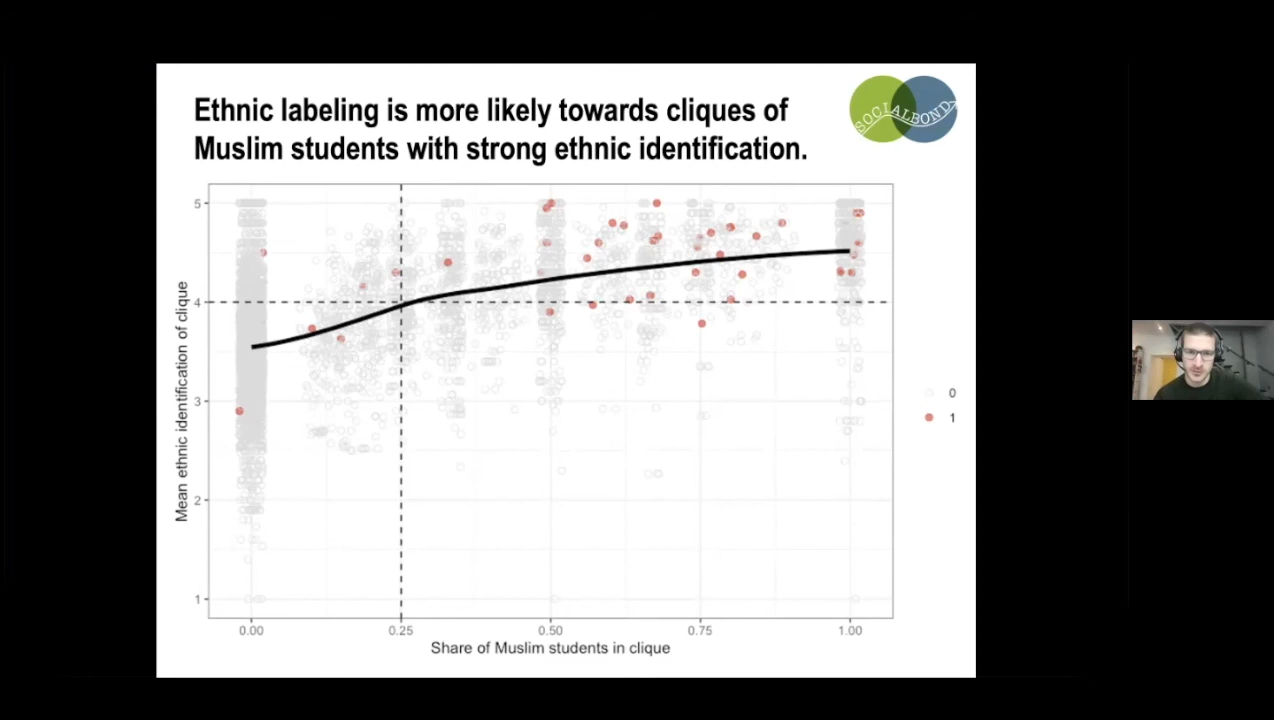 Ethnic labeling is more likely towards cliques of
Muslim students with strong ethnic identification.
SOCIALBOND
5
4
3
2
1
Mean ethnic identification of clique
0.00 0.25 0.50 0.75 1.00
Share of Muslim students in clique
0
1